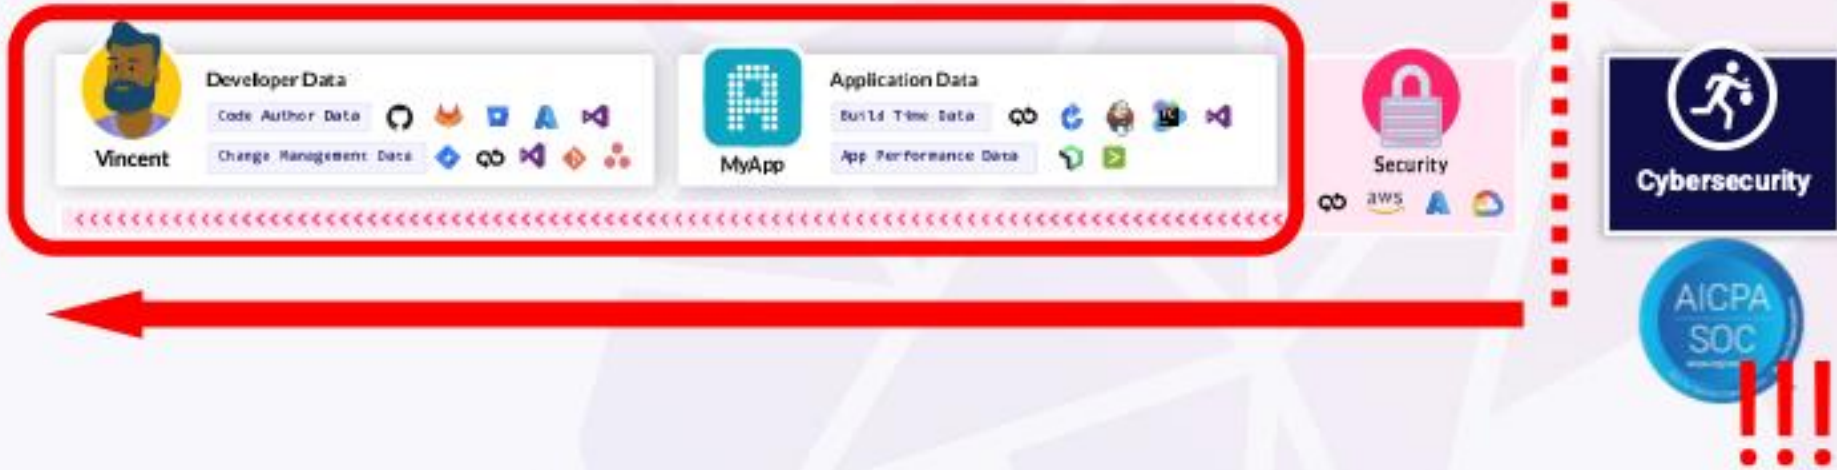 Developer Data
Code Author Data
Change Management Data
Vincent
Application Data
Build Time Data
App Performance Data
MyApp
Security
aws
Cybersecurity
AICPA
SOC
!!!